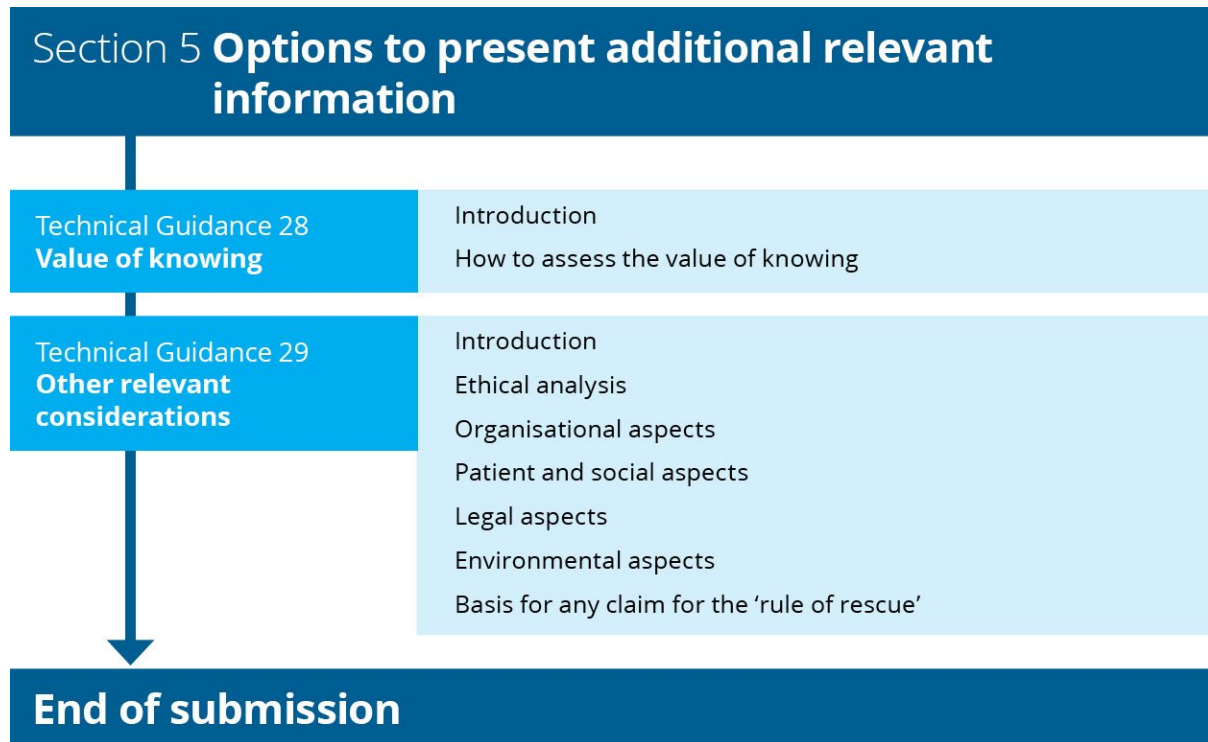 Section 5 Options to present additional relevant
information
Technical Guidance 28
Value of knowing
Introduction
How to assess the value of knowing
Technical Guidance 29
Other relevant
considerations
Introduction
Ethical analysis
Organisational aspects
Patient and social aspects
Legal aspects
Environmental aspects
Basis for any claim for the ‘rule of rescue’
End of submission